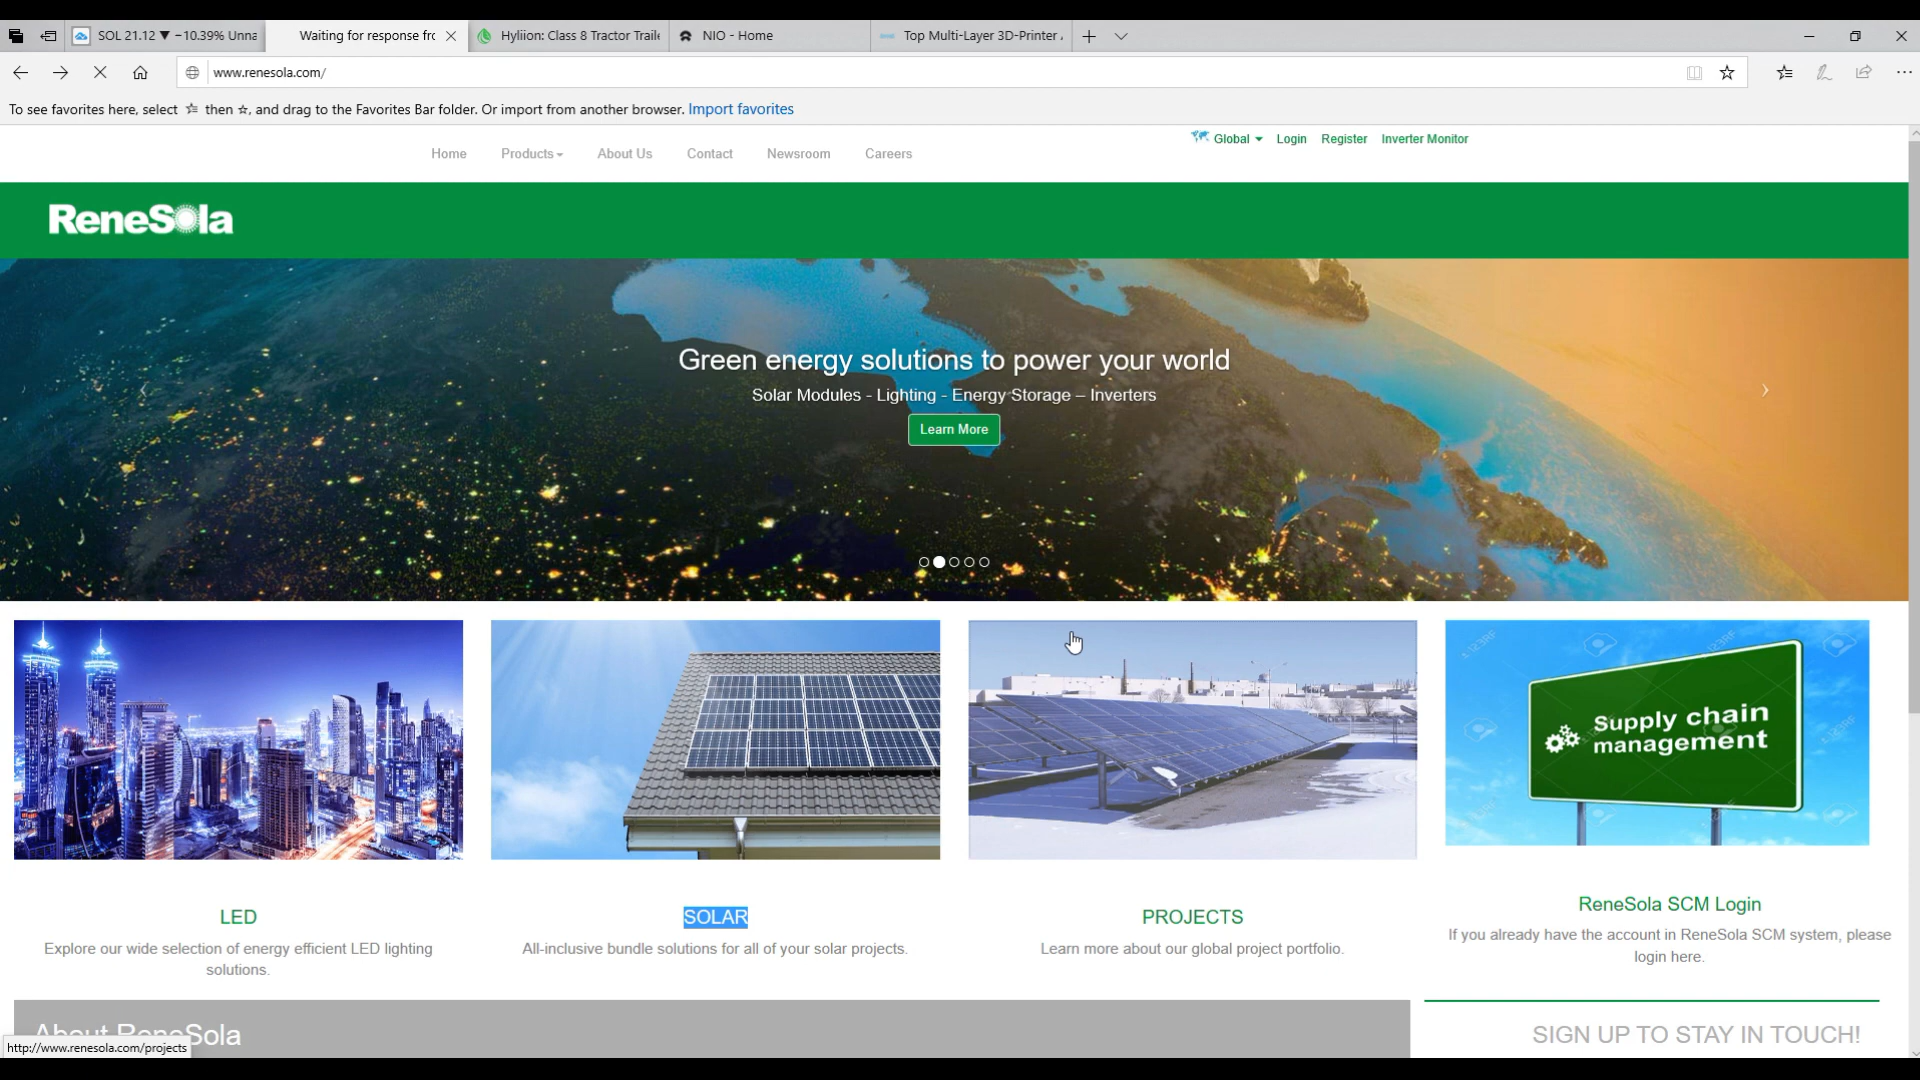 SOL 21.12 ▼ −10.39% Unna
Waiting for response fro
Hyliion: Class 8 Tractor Traile
NIO - Home
Top Multi-Layer 3D-Printer
www.renesola.com/
To see favorites here, select ☆ then ☆, and drag to the Favorites Bar folder. Or import from another browser. Import favorites
Home Products About Us Contact Newsroom Careers
Global Login Register Inverter Monitor
ReneSola
Green energy solutions to power your world
Solar Modules - Lighting - Energy Storage – Inverters
Learn More
Supply chain
management
LED
Explore our wide selection of energy efficient LED lighting
solutions.
SOLAR
All-inclusive bundle solutions for all of your solar projects.
PROJECTS
Learn more about our global project portfolio.
ReneSola SCM Login
If you already have the account in ReneSola SCM system, please
login here.
About ReneSola
SIGN UP TO STAY IN TOUCH!
http://www.renesola.com/projects